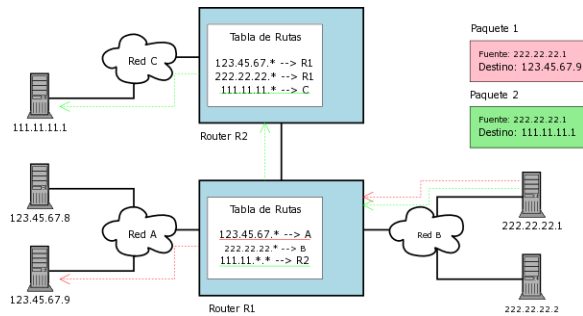 Tabla de Rutas
123.45.67.* --> R1
222.22.22.* --> R1
111.11.11.* --> C
Red C
111.11.11.1
Router R2
Paquete 1
Fuente: 222.22.22.1
Destino: 123.45.67.9
Paquete 2
Fuente: 222.22.22.1
Destino: 111.11.11.1
123.45.67.8
Red A
123.45.67.9
Tabla de Rutas
123.45.67.* --> A
222.22.22.* --> B
111.11.*.* --> R2
Router R1
Red B
222.22.22.1
222.22.22.2